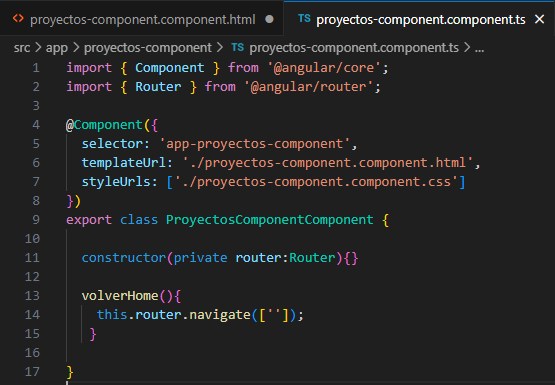 <> proyectos-component.component.html ● TS proyectos-component.component.ts ×
src > app > proyectos-component > TS proyectos-component.component.ts > ...
1 import { Component } from '@angular/core';
2 import { Router } from '@angular/router';
3
4 @Component({
5   selector: 'app-proyectos-component',
6   templateUrl: './proyectos-component.component.html',
7   styleUrls: ['./proyectos-component.component.css']
8 })
9 export class ProyectosComponentComponent {
10
11   constructor(private router:Router){}
12
13   volverHome(){
14     this.router.navigate(['']);
15    }
16
17 }